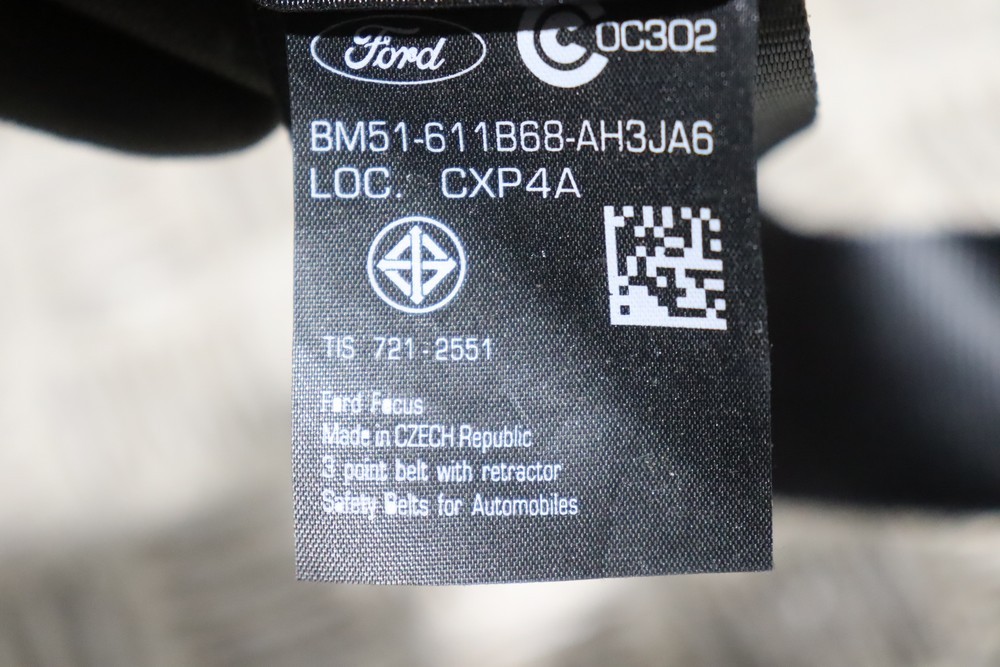 Ford 0C302
BM51-611B68-AH3JA6
LOC. CXP4A
TIS 721-2551
Ford Focus
Made in CZECH Republic
3 point belt with retractor
Safety Belts for Automobiles